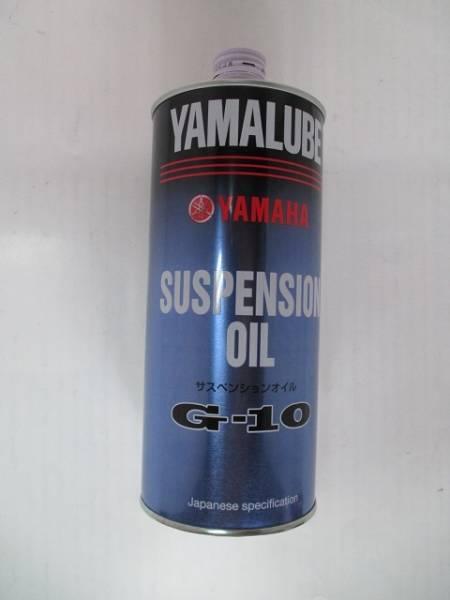 YAMALUBE
YAMAHA
SUSPENSION
OIL
サスペンションオイル
G-10
Japanese specification